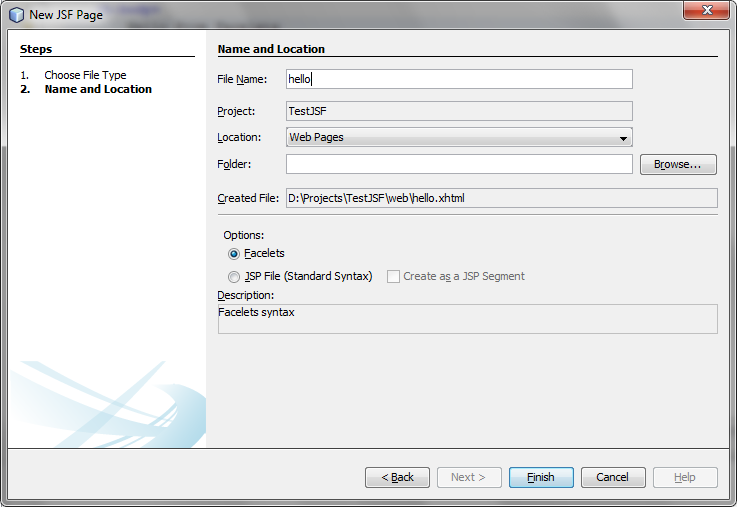 New JSF Page
Steps
1. Choose File Type
2. Name and Location
Name and Location
File Name: hello
Project: TestJSF
Location: Web Pages
Folder: Browse...
Created File: D:\Projects\TestJSF\web\hello.xhtml
Options:
Facelets
JSP File (Standard Syntax) Create as a JSP Segment
Description:
Facelets syntax
< Back Next > Finish Cancel Help